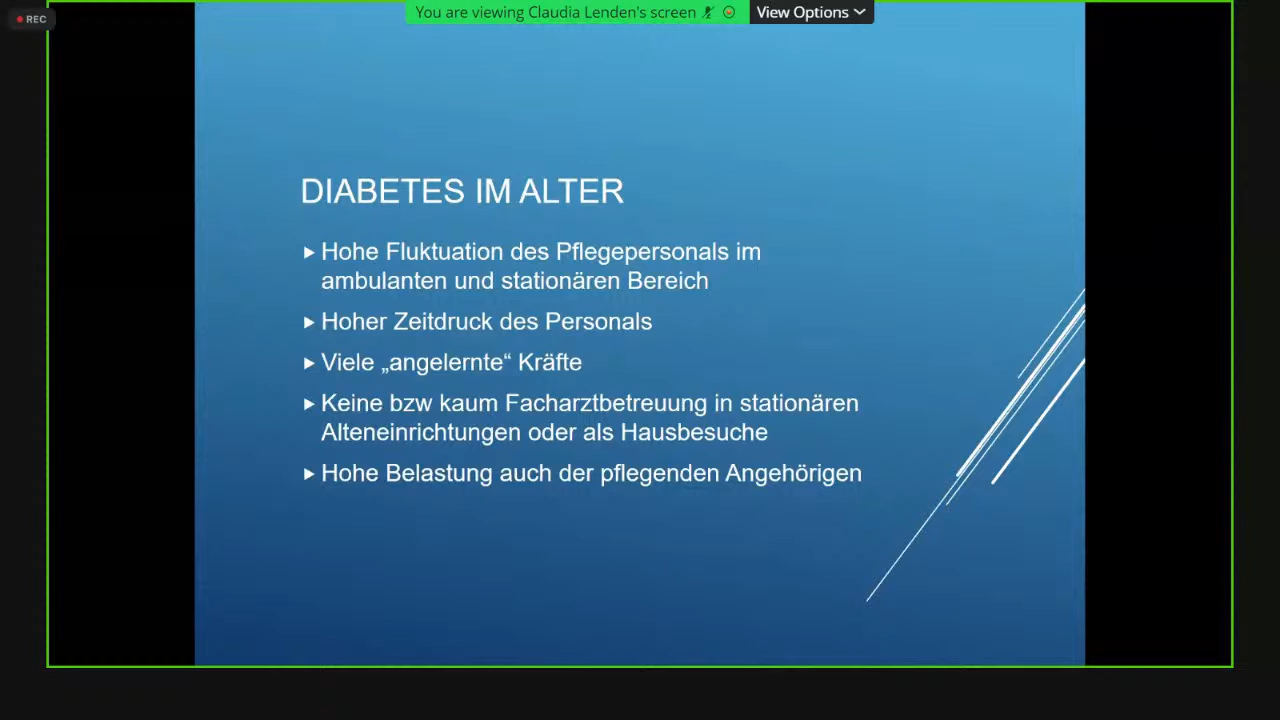 REC
You are viewing Claudia Lenden's screen
View Options
DIABETES IM ALTER
Hohe Fluktuation des Pflegepersonals im
ambulanten und stationären Bereich
Hoher Zeitdruck des Personals
Viele „angelernte“ Kräfte
Keine bzw kaum Facharztbetreuung in stationären
Alteneinrichtungen oder als Hausbesuche
Hohe Belastung auch der pflegenden Angehörigen